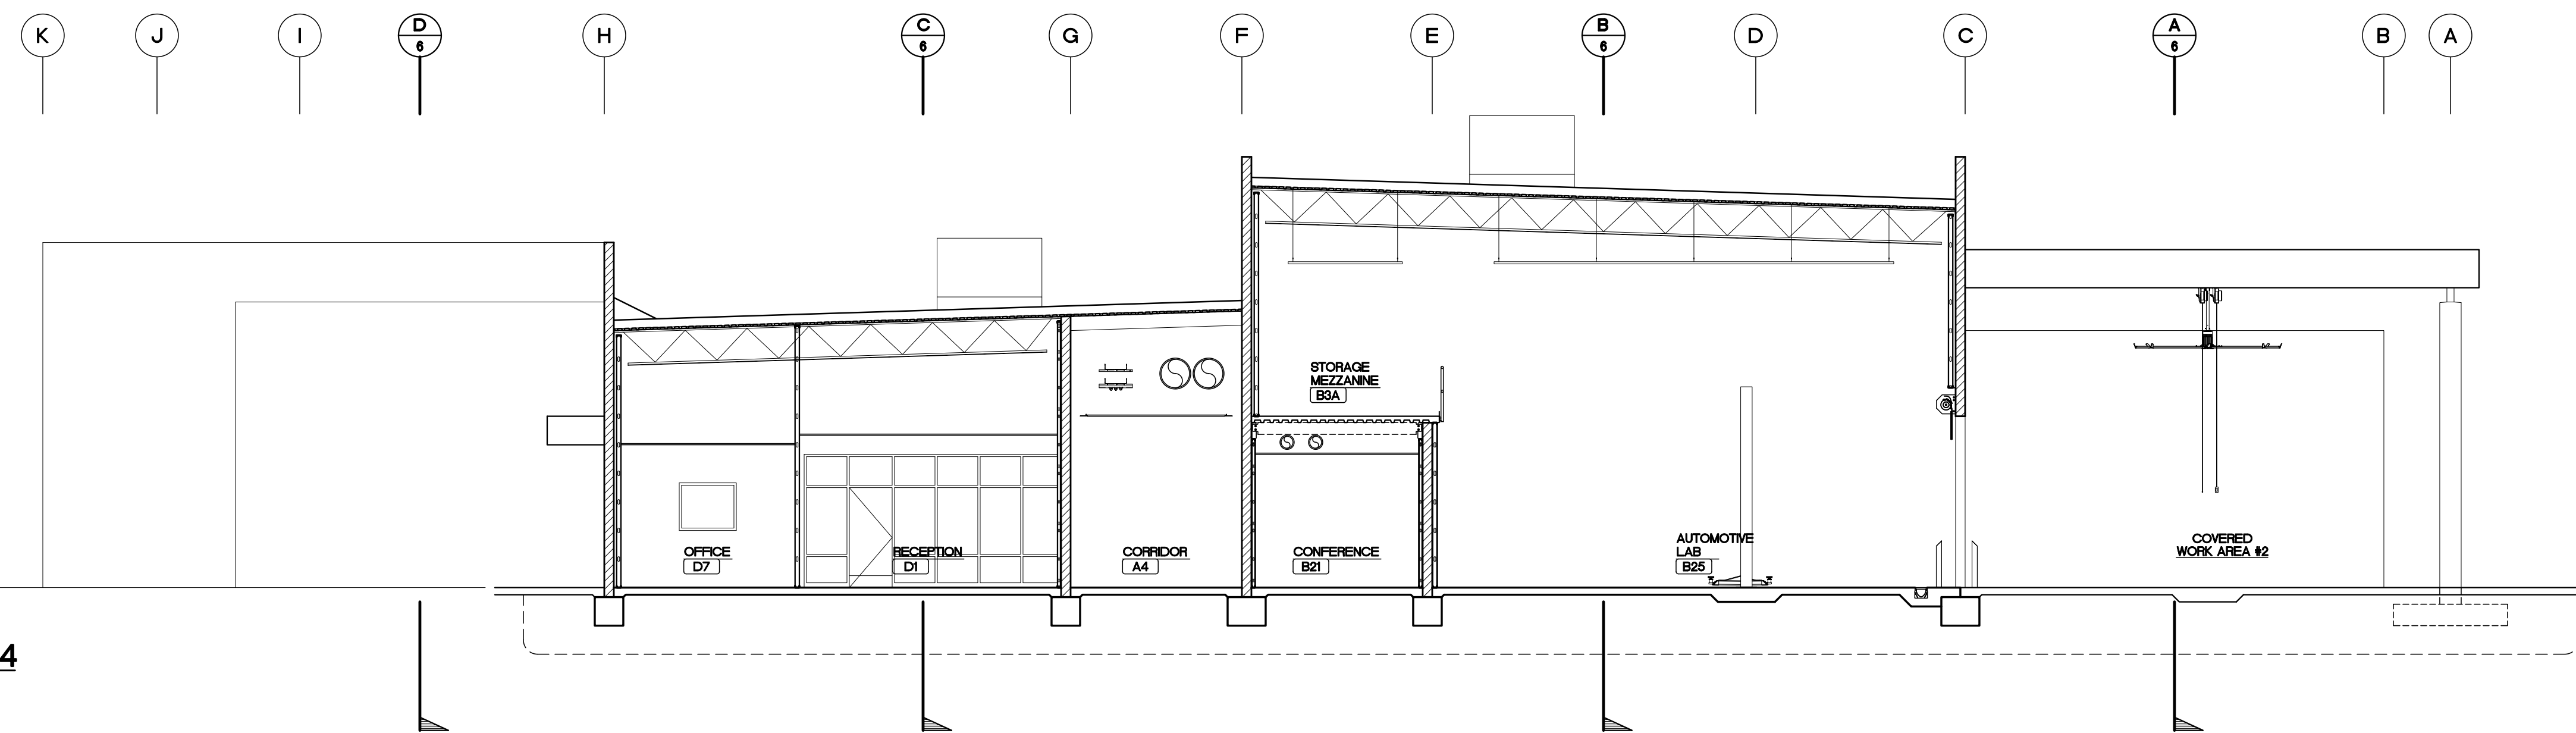 K
J
I
D
6
H
C
6
G
F
E
B
6
D
C
A
6
B
A
STORAGE
MEZZANINE
B3A
OFFICE
D7
RECEPTION
D1
CORRIDOR
A4
CONFERENCE
B21
AUTOMOTIVE
LAB
B25
COVERED
WORK AREA #2
4